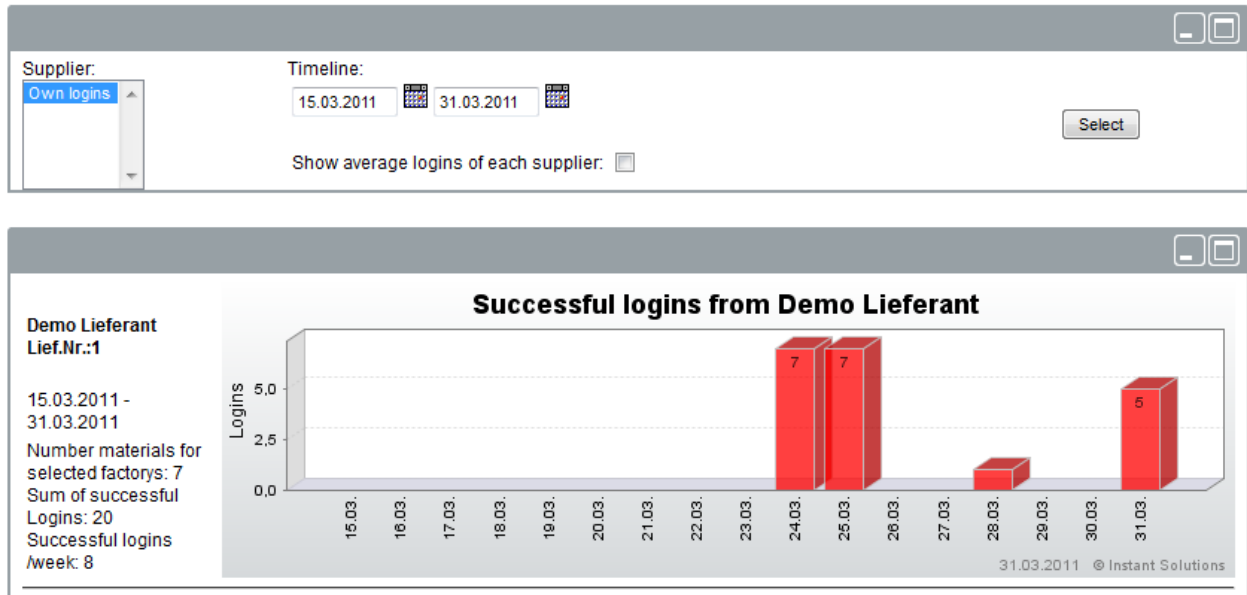 Supplier:
Timeline:
Own logins
15.03.2011
31.03.2011
Select
Show average logins of each supplier:
Successful logins from Demo Lieferant
Demo Lieferant
Lief.Nr.:1
15.03.2011 -
31.03.2011
Number materials for
selected factorys: 7
Sum of successful
Logins: 20
Successful logins
/week: 8
Logins
5,0
2,5
0,0
7
7
5
15.03.
16.03.
17.03.
18.03.
19.03.
20.03.
21.03.
22.03.
23.03.
24.03.
25.03.
26.03.
27.03.
28.03.
29.03.
30.03.
31.03.
31.03.2011 © Instant Solutions